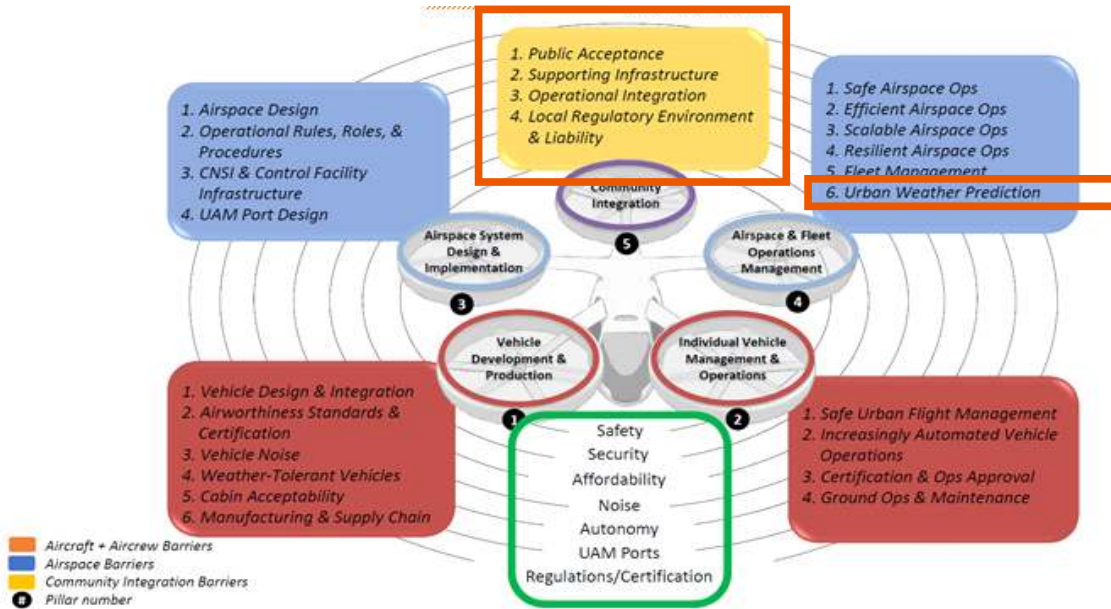 1. Public Acceptance
2. Supporting Infrastructure
3. Operational Integration
4. Local Regulatory Environment
& Liability
1. Airspace Design
2. Operational Rules, Roles, &
Procedures
3. CNSI & Control Facility
Infrastructure
4. UAM Port Design
1. Safe Airspace Ops
2. Efficient Airspace Ops
3. Scalable Airspace Ops
4. Resilient Airspace Ops
5. Fleet Management
6. Urban Weather Prediction
Community
Integration
5
Airspace System
Design &
Implementation
3
Airspace & Fleet
Operations
Management
4
Vehicle
Development &
Production
1
Individual Vehicle
Management &
Operations
2
1. Vehicle Design & Integration
2. Airworthiness Standards &
Certification
3. Vehicle Noise
4. Weather-Tolerant Vehicles
5. Cabin Acceptability
6. Manufacturing & Supply Chain
Safety
Security
Affordability
Noise
Autonomy
UAM Ports
Regulations/Certification
1. Safe Urban Flight Management
2. Increasingly Automated Vehicle
Operations
3. Certification & Ops Approval
4. Ground Ops & Maintenance
Aircraft + Aircrew Barriers
Airspace Barriers
Community Integration Barriers
# Pillar number